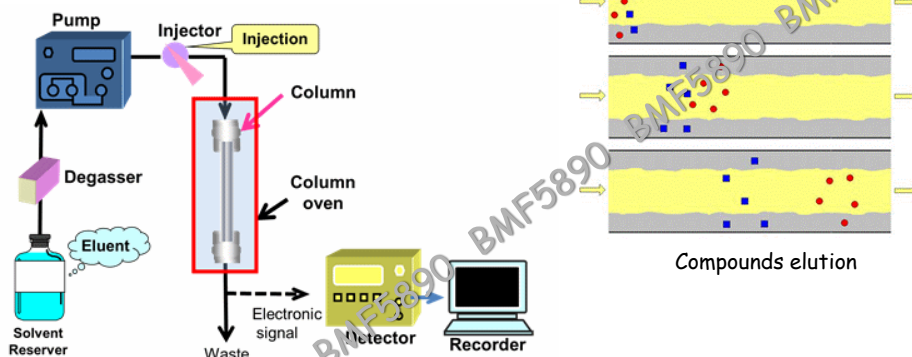 Pump
Injector
Injection
Column
Degasser
Column
oven
Eluent
Electronic
signal
Solvent
Reserver
Waste
Detector
Recorder
Compounds elution
BMF5890 BMF5890 BMF5890 BMF5890